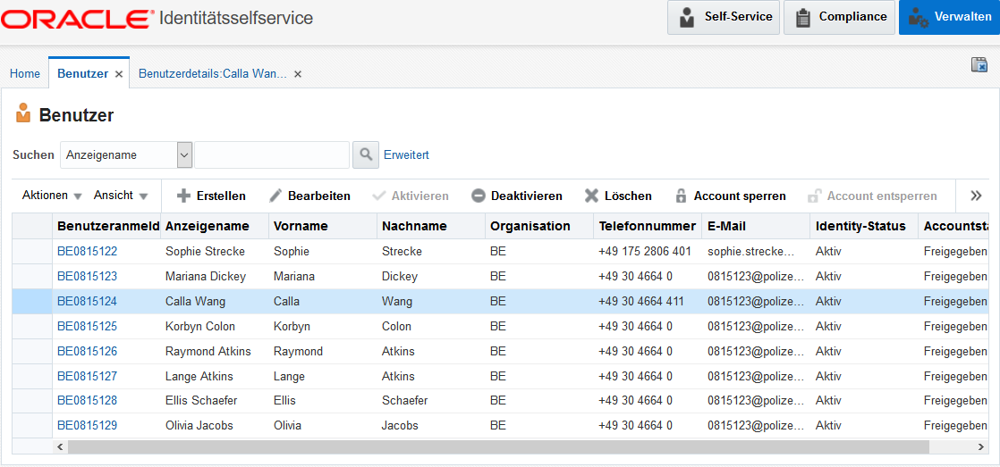 ORACLE® Identitätsselfservice Self-Service Compliance Verwalten
Home Benutzer × Benutzerdetails:Calla Wan... ×
Benutzer
Suchen Anzeigename Erweitert
Aktionen Ansicht Erstellen Bearbeiten Aktivieren Deaktivieren Löschen Account sperren Account entsperren »
Benutzeranmeld Anzeigename Vorname Nachname Organisation Telefonnummer E-Mail Identity-Status Accountsta
BE0815122 Sophie Strecke Sophie Strecke BE +49 175 2806 401 sophie.strecke... Aktiv Freigegeben
BE0815123 Mariana Dickey Mariana Dickey BE +49 30 4664 0 0815123@polize... Aktiv Freigegeben
BE0815124 Calla Wang Calla Wang BE +49 30 4664 411 0815123@polize... Aktiv Freigegeben
BE0815125 Korbyn Colon Korbyn Colon BE +49 30 4664 0 0815123@polize... Aktiv Freigegeben
BE0815126 Raymond Atkins Raymond Atkins BE +49 30 4664 0 0815123@polize... Aktiv Freigegeben
BE0815127 Lange Atkins Lange Atkins BE +49 30 4664 0 0815123@polize... Aktiv Freigegeben
BE0815128 Ellis Schaefer Ellis Schaefer BE +49 30 4664 0 0815123@polize... Aktiv Freigegeben
BE0815129 Olivia Jacobs Olivia Jacobs BE +49 30 4664 0 0815123@polize... Aktiv Freigegeben